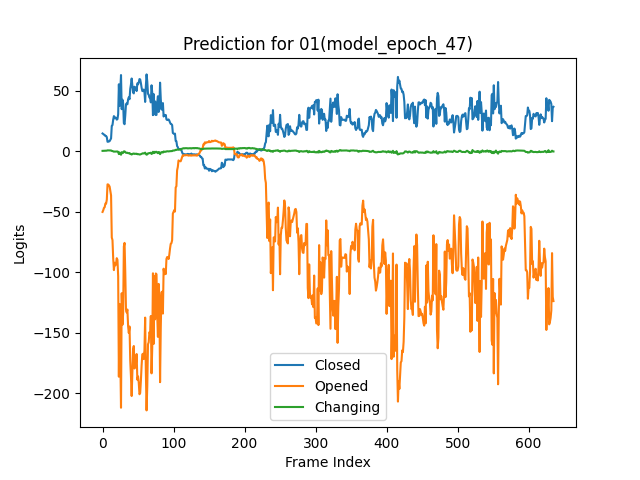 Prediction for 01(model_epoch_47)
50
0
−50
−100
−150
−200
Logits
Closed
Opened
Changing
0 100 200 300 400 500 600
Frame Index